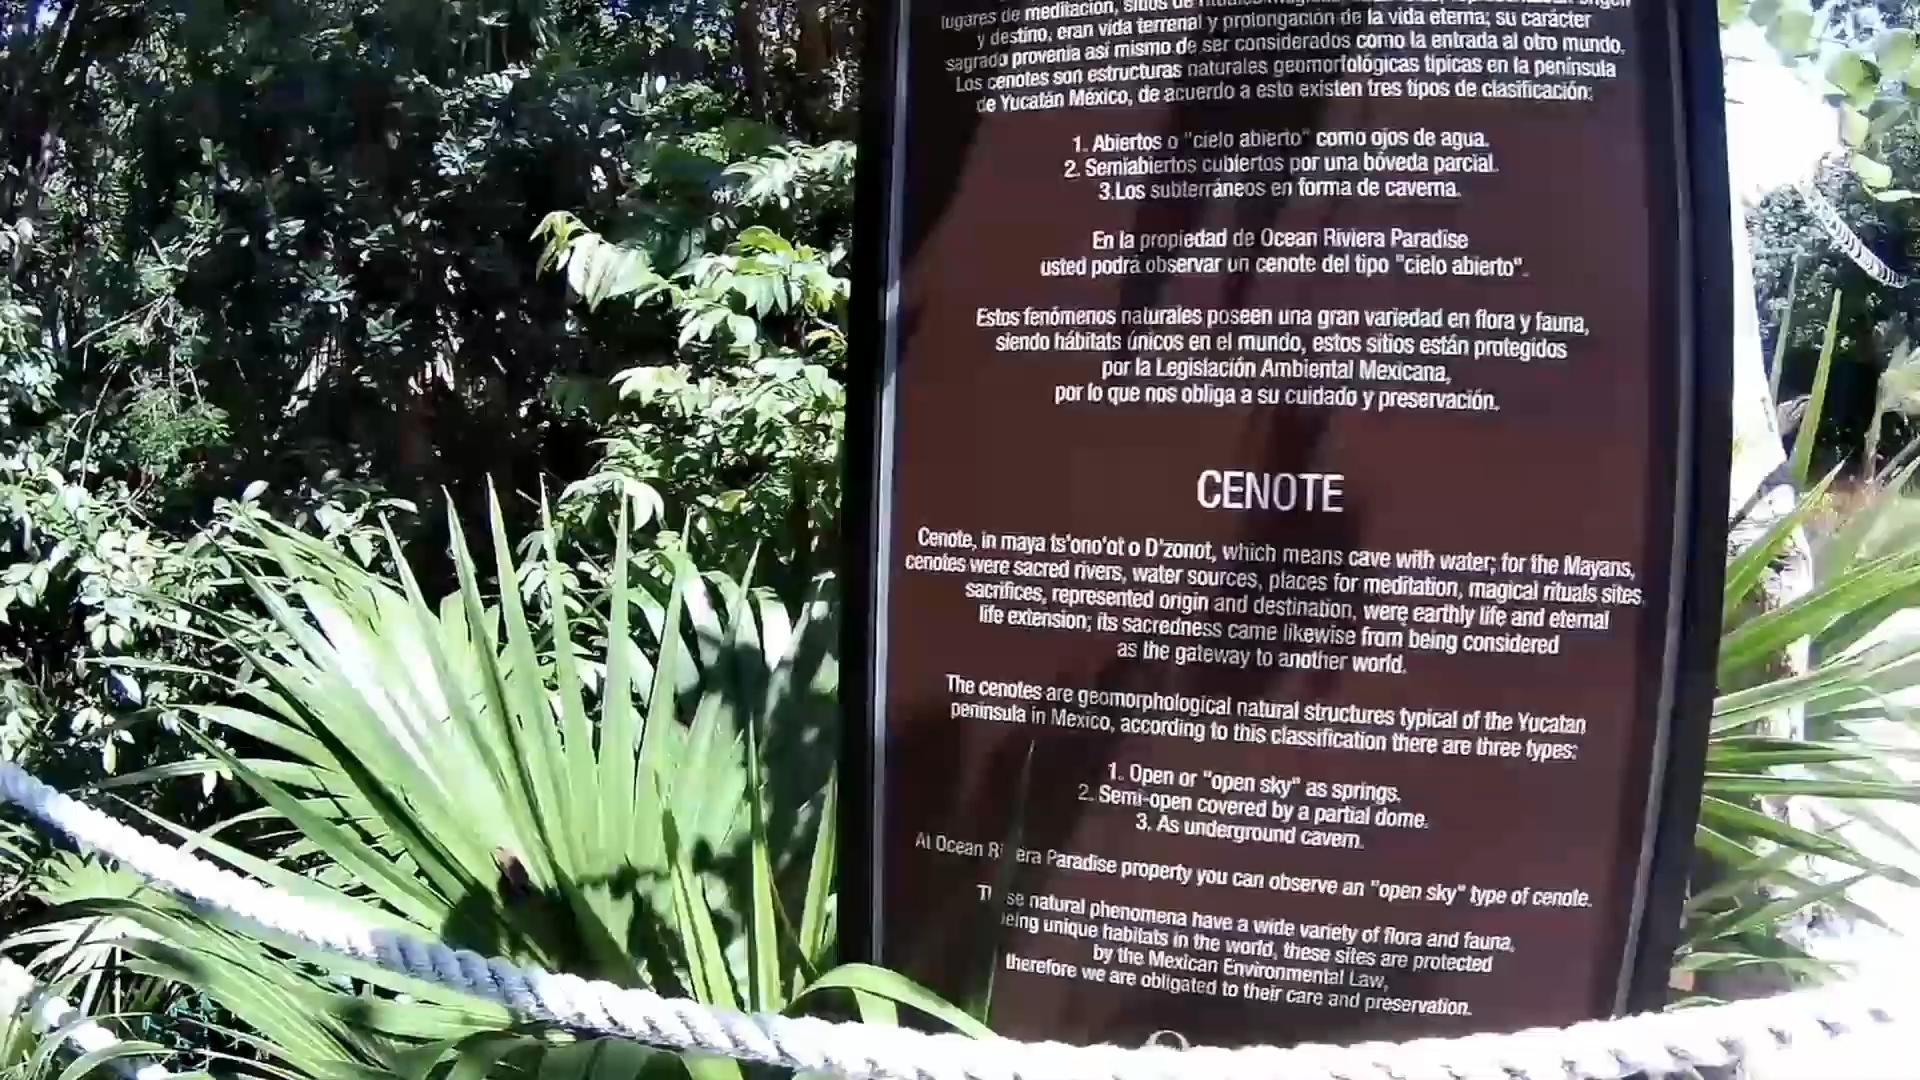 lugares de meditación, sitios de
y destino, eran vida terrenal y prolongación de la vida eterna; su carácter
sagrado provenía así mismo de ser considerados como la entrada al otro mundo.
Los cenotes son estructuras naturales geomorfológicas típicas en la península
de Yucatán México, de acuerdo a esto existen tres tipos de clasificación:
1. Abiertos o "cielo abierto" como ojos de agua.
2. Semiabiertos cubiertos por una bóveda parcial.
3.Los subterráneos en forma de caverna.
En la propiedad de Ocean Riviera Paradise
usted podrá observar un cenote del tipo "cielo abierto".
Estos fenómenos naturales poseen una gran variedad en flora y fauna,
siendo hábitats únicos en el mundo, estos sitios están protegidos
por la Legislación Ambiental Mexicana,
por lo que nos obliga a su cuidado y preservación.
CENOTE
Cenote, in maya ts'ono'ot o D'zonot, which means cave with water; for the Mayans,
cenotes were sacred rivers, water sources, places for meditation, magical rituals sites,
sacrifices, represented origin and destination, were earthly life and eternal
life extension; its sacredness came likewise from being considered
as the gateway to another world.
The cenotes are geomorphological natural structures typical of the Yucatan
peninsula in Mexico, according to this classification there are three types:
1. Open or "open sky" as springs.
2. Semi-open covered by a partial dome.
3. As underground cavern.
At Ocean Riviera Paradise property you can observe an "open sky" type of cenote.
These natural phenomena have a wide variety of flora and fauna,
being unique habitats in the world, these sites are protected
by the Mexican Environmental Law,
therefore we are obligated to their care and preservation.